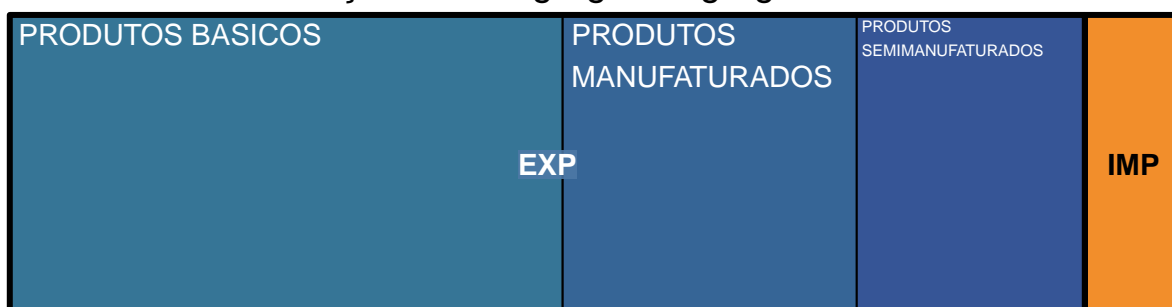 PRODUTOS BASICOS
PRODUTOS
MANUFATURADOS
PRODUTOS
SEMIMANUFATURADOS
EXP
IMP